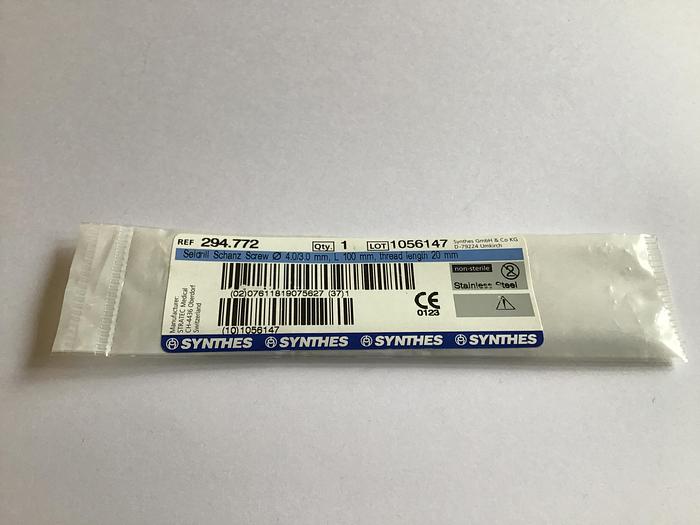 REF 294.772 Qty. 1 LOT 1056147 Synthes GmbH & Co KG
D-79224 Umkirch
Seldrill Schanz Screw Ø 4.0/3.0 mm, L 100 mm, thread length 20 mm
non-sterile
Stainless Steel
(02)07611819075627 (37)1
CE
0123
(10)1056147
Manufacturer:
STRATEC Medical
CH-4436 Oberdorf
Switzerland
SYNTHES SYNTHES SYNTHES SYNTHES